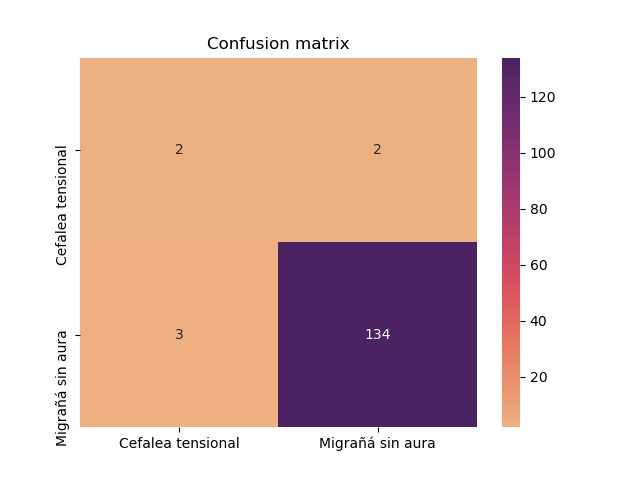 Confusion matrix
Cefalea tensional
Migrañá sin aura
2
2
3
134
Cefalea tensional
Migrañá sin aura
120
100
80
60
40
20